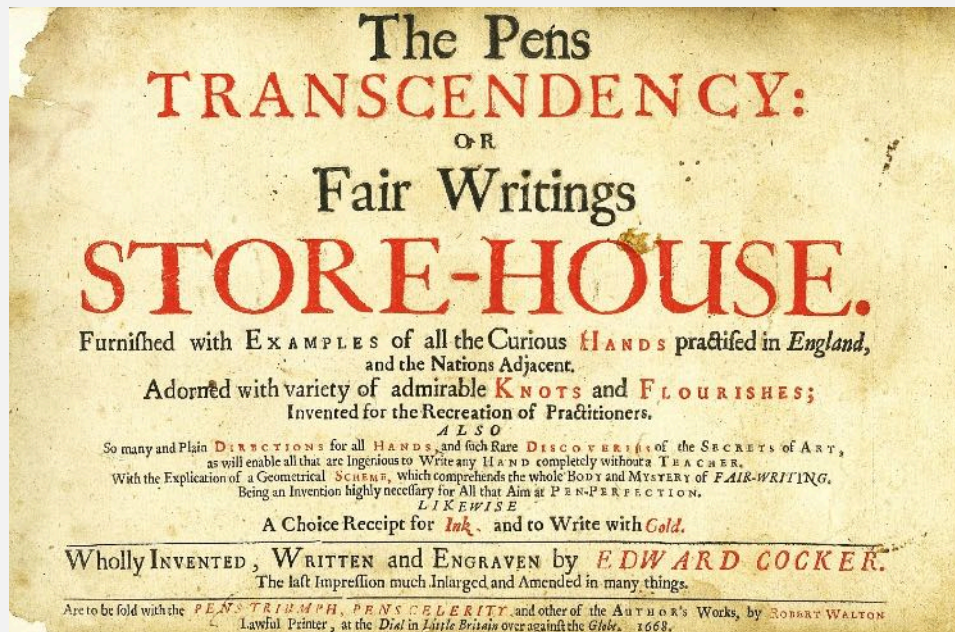 The Pens
TRANSCENDENCY:
OR
Fair Writings
STORE-HOUSE.
Furniſhed with EXAMPLES of all the Curious HANDS practiſed in England,
and the Nations Adjacent.
Adorned with variety of admirable KNOTS and FLOURISHES;
Invented for the Recreation of Practitioners.
ALSO
So many and Plain DIRECTIONS for all HANDS, and ſuch Rare DISCOVERIES of the SECRETS of ART,
as will enable all that are Ingenious to Write any HAND completely without a TEACHER.
With the Explication of a Geometrical SCHEME, which comprehends the whole BODY and MYSTERY of FAIR-WRITING.
Being an Invention highly neceſſary for All that Aim at PEN-PERFECTION.
LIKEWISE
A Choice Receipt for Ink, and to Write with Gold.
Wholly INVENTED, WRITTEN and ENGRAVEN by EDWARD COCKER.
The laſt Impreſſion much Inlarged and Amended in many things.
Are to be ſold with the PENS TRIUMPH, PENS CELERITY, and other of the AUTHOR'S Works, by ROBERT WALTON
Lawful Printer, at the Dial in Little Britain over againſt the Globe. 1668.